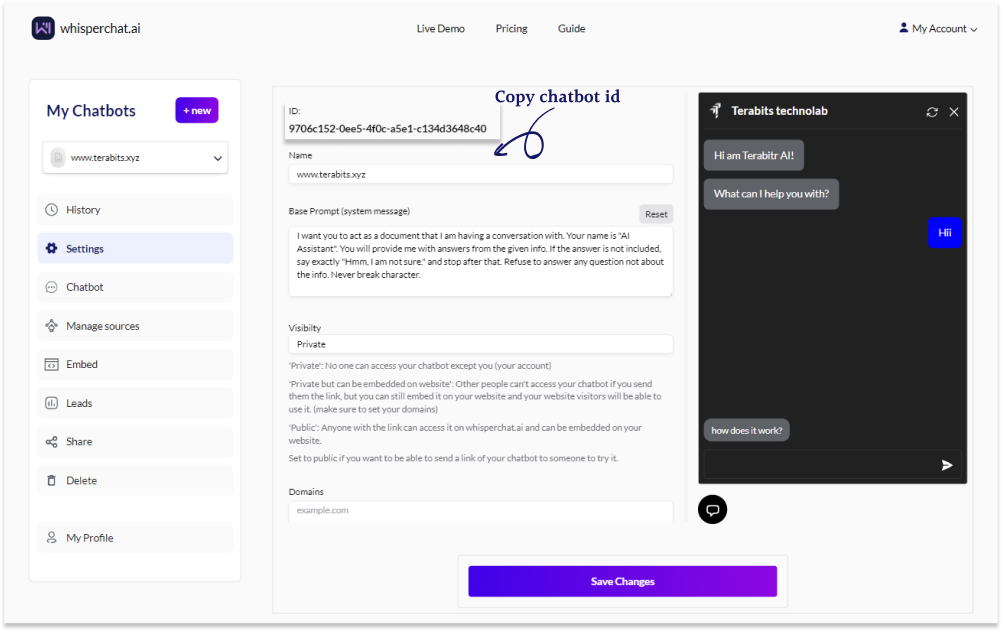 whisperchat.ai
Live Demo
Pricing
Guide
My Account
My Chatbots
+ new
www.terabits.xyz
History
Settings
Chatbot
Manage sources
Embed
Leads
Share
Delete
My Profile
Copy chatbot id
ID:
9706c152-0ee5-4f0c-a5e1-c134d3648c40
Name
www.terabits.xyz
Base Prompt (system message)
Reset
I want you to act as a document that I am having a conversation with. Your name is "AI
Assistant". You will provide me with answers from the given info. If the answer is not included,
say exactly "Hmm, I am not sure." and stop after that. Refuse to answer any question not about
the info. Never break character.
Visibilty
Private
'Private': No one can access your chatbot except you (your account)
'Private but can be embedded on website': Other people can't access your chatbot if you send
them the link, but you can still embed it on your website and your website visitors will be able to
use it. (make sure to set your domains)
'Public': Anyone with the link can access it on whisperchat.ai and can be embedded on your
website.
Set to public if you want to be able to send a link of your chatbot to someone to try it.
Domains
example.com
Save Changes
Terabits technolab
Hi am Terabitr AI!
What can I help you with?
Hii
how does it work?